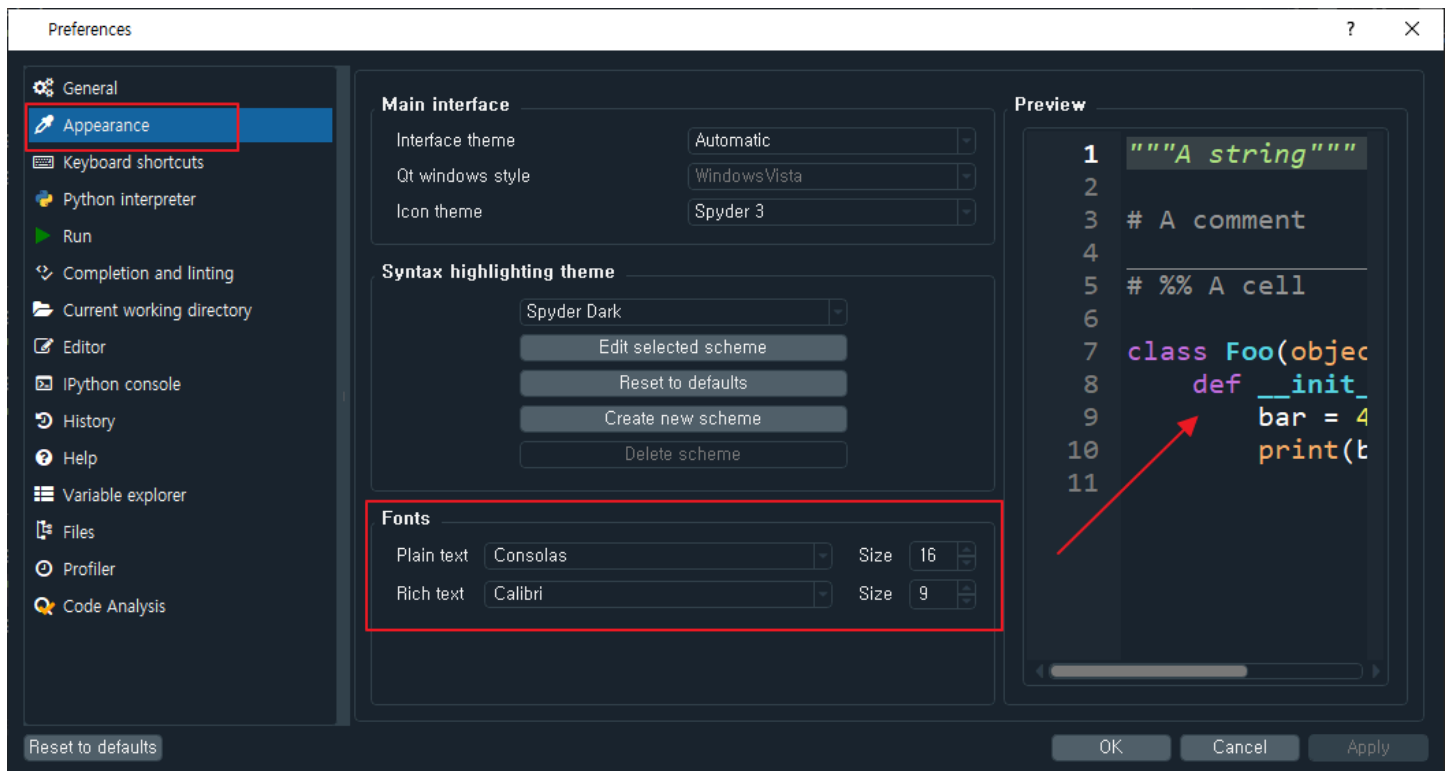 Preferences
?
General
Appearance
Keyboard shortcuts
Python interpreter
Run
Completion and linting
Current working directory
Editor
IPython console
History
Help
Variable explorer
Files
Profiler
Code Analysis
Main interface
Interface theme Automatic
Qt windows style WindowsVista
Icon theme Spyder 3
Syntax highlighting theme
Spyder Dark
Edit selected scheme
Reset to defaults
Create new scheme
Delete scheme
Fonts
Plain text Consolas Size 16
Rich text Calibri Size 9
Preview
1 """A string"""
2
3 # A comment
4
5 # %% A cell
6
7 class Foo(objec
8 def __init_
9 bar = 4
10 print(b
11
Reset to defaults
OK Cancel Apply